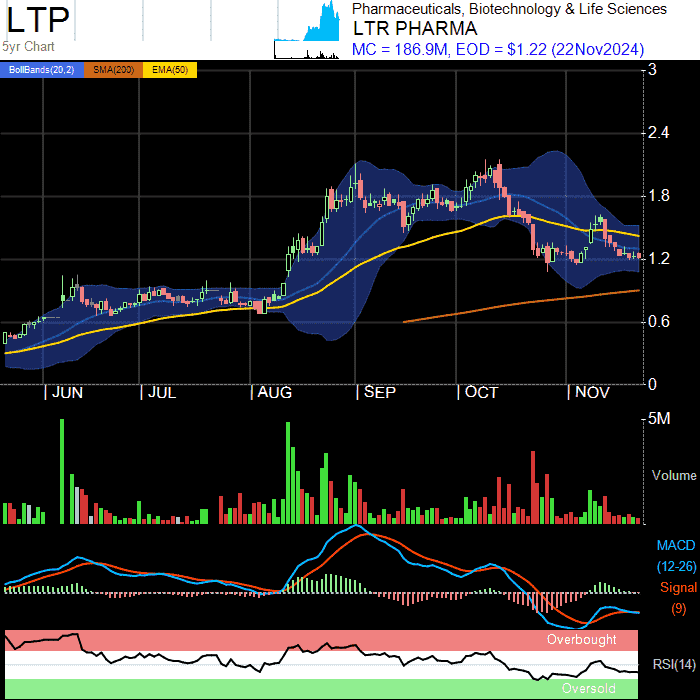 LTP
5yr Chart
Pharmaceuticals, Biotechnology & Life Sciences
LTR PHARMA
MC = 186.9M, EOD = $1.22 (22Nov2024)
BollBands(20,2) SMA(200) EMA(50)
3
2.4
1.8
1.2
0.6
0
JUN JUL AUG SEP OCT NOV
5M
Volume
MACD
(12-26)
Signal
(9)
Overbought
RSI(14)
Oversold